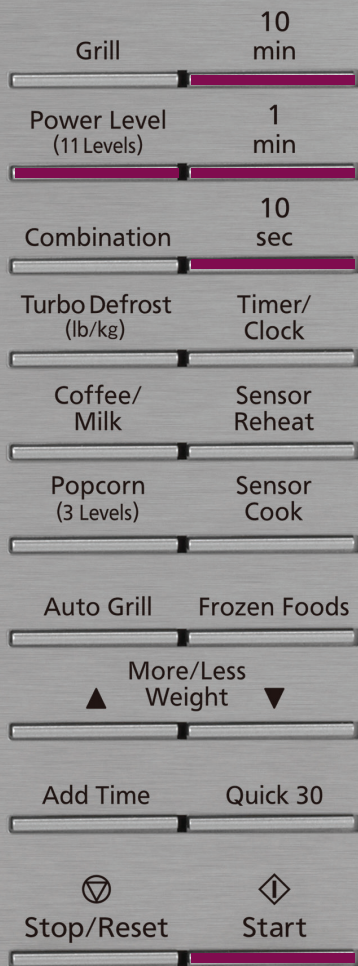 Grill
10
min
Power Level
(11 Levels)
1
min
Combination
10
sec
Turbo Defrost
(lb/kg)
Timer/
Clock
Coffee/
Milk
Sensor
Reheat
Popcorn
(3 Levels)
Sensor
Cook
Auto Grill
Frozen Foods
More/Less
▲ Weight ▼
Add Time
Quick 30
Stop/Reset
Start